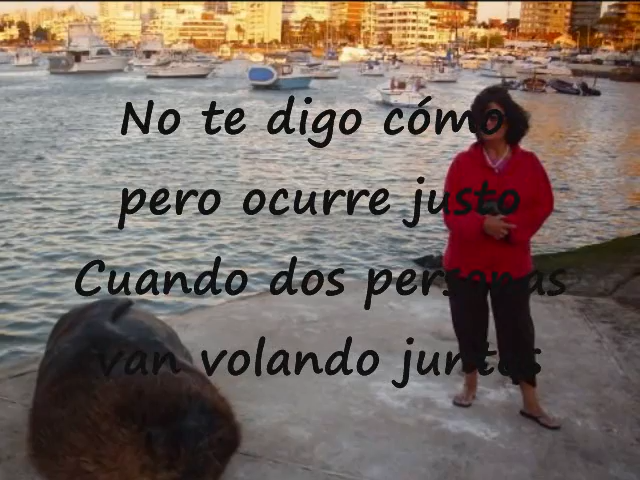 No te digo cómo
pero ocurre justo
Cuando dos personas
van volando juntas